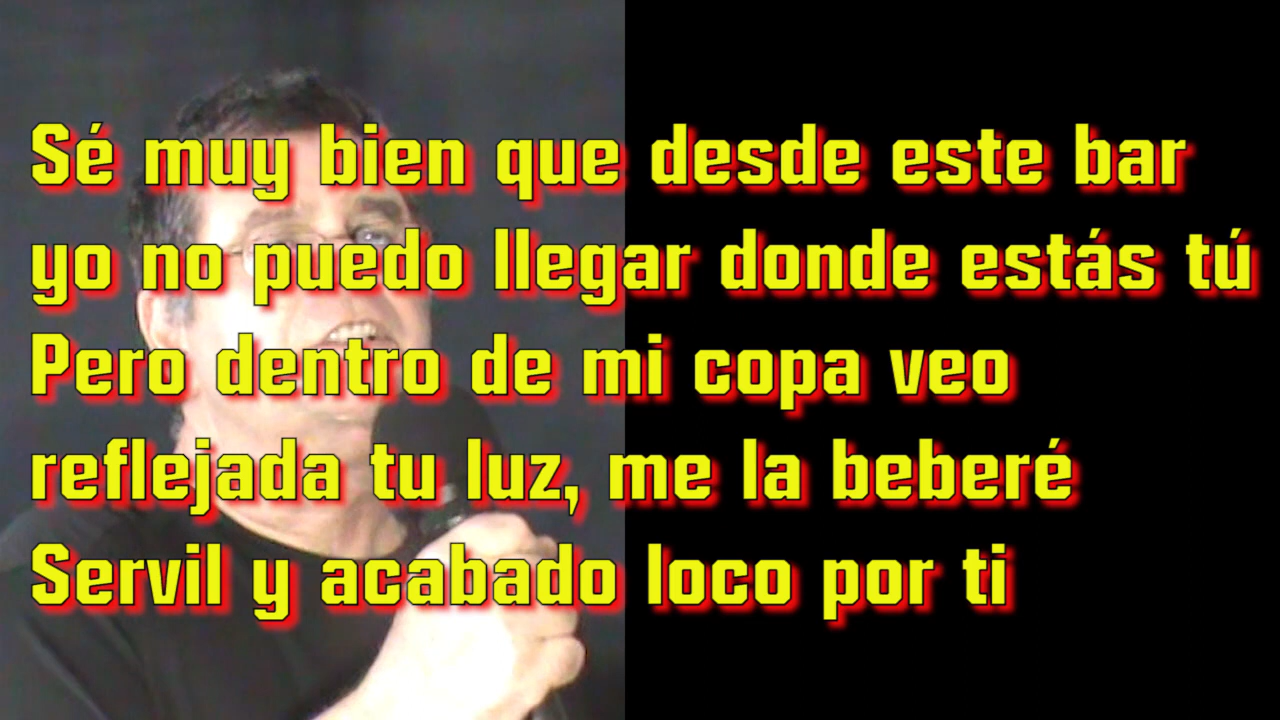 Sé muy bien que desde este bar
yo no puedo llegar donde estás tú
Pero dentro de mi copa veo
reflejada tu luz, me la beberé
Servil y acabado loco por ti